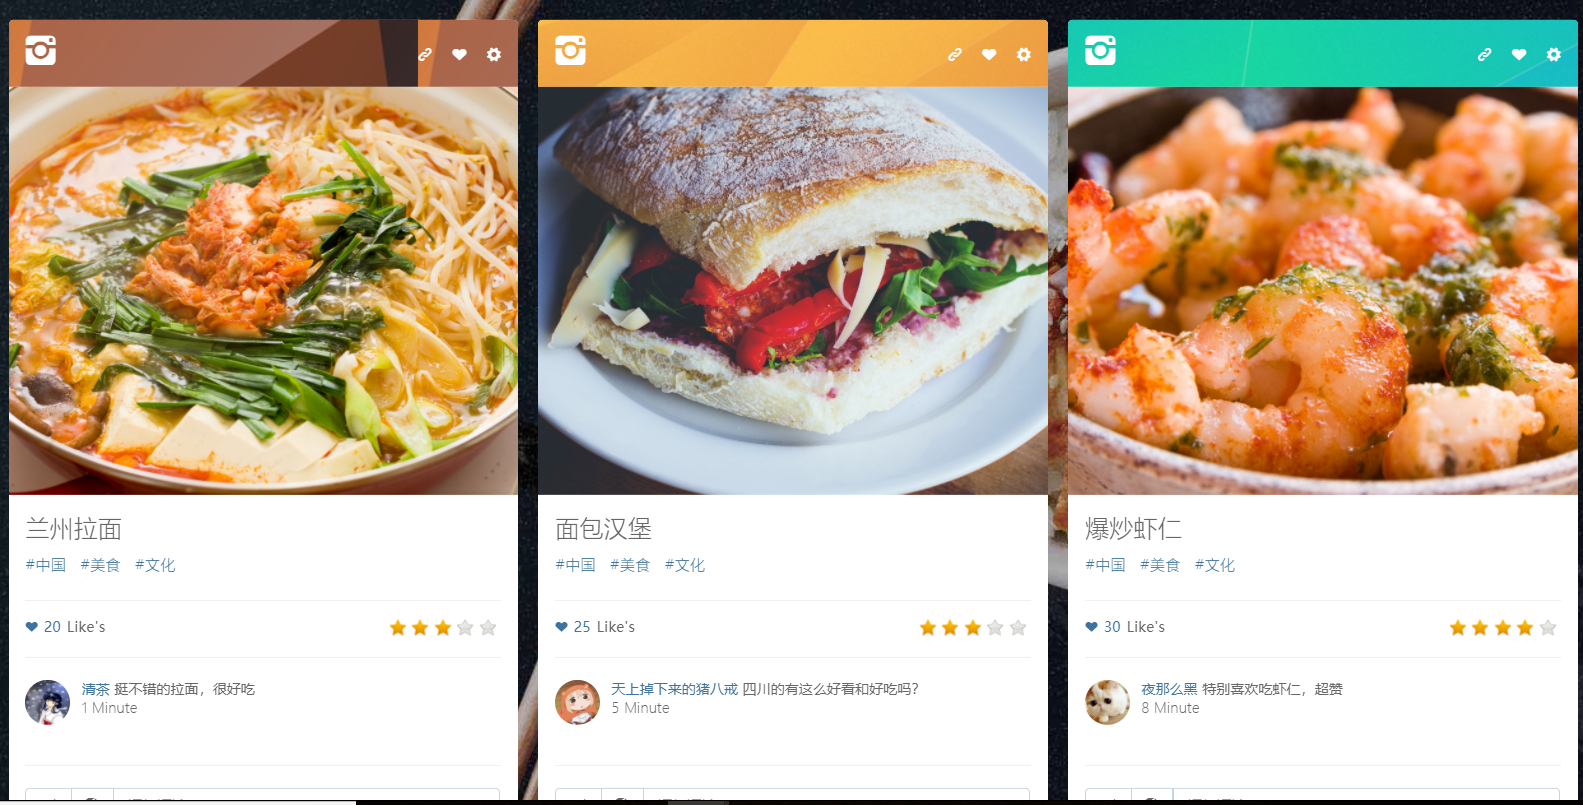 兰州拉面
#中国 #美食 #文化
20 Like's
清茶 挺不错的拉面，很好吃
1 Minute
面包汉堡
#中国 #美食 #文化
25 Like's
天上掉下来的猪八戒 四川的有这么好看和好吃吗?
5 Minute
爆炒虾仁
#中国 #美食 #文化
30 Like's
夜那么黑 特别喜欢吃虾仁，超赞
8 Minute